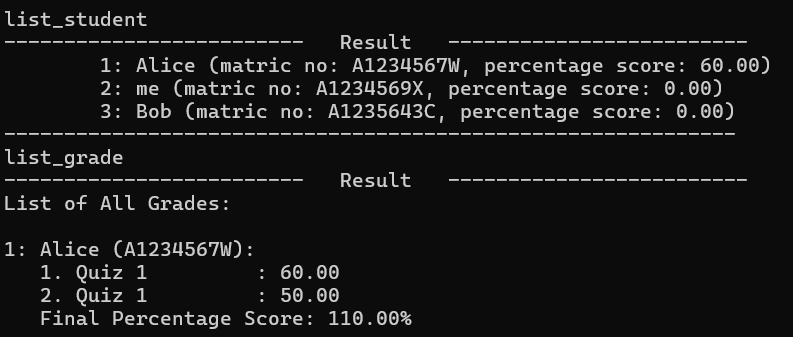 list_student
------------------------- Result -------------------------
1: Alice (matric no: A1234567W, percentage score: 60.00)
2: me (matric no: A1234569X, percentage score: 0.00)
3: Bob (matric no: A1235643C, percentage score: 0.00)
-------------------------------------------------------------
list_grade
------------------------- Result -------------------------
List of All Grades:
1: Alice (A1234567W):
1. Quiz 1 : 60.00
2. Quiz 1 : 50.00
Final Percentage Score: 110.00%